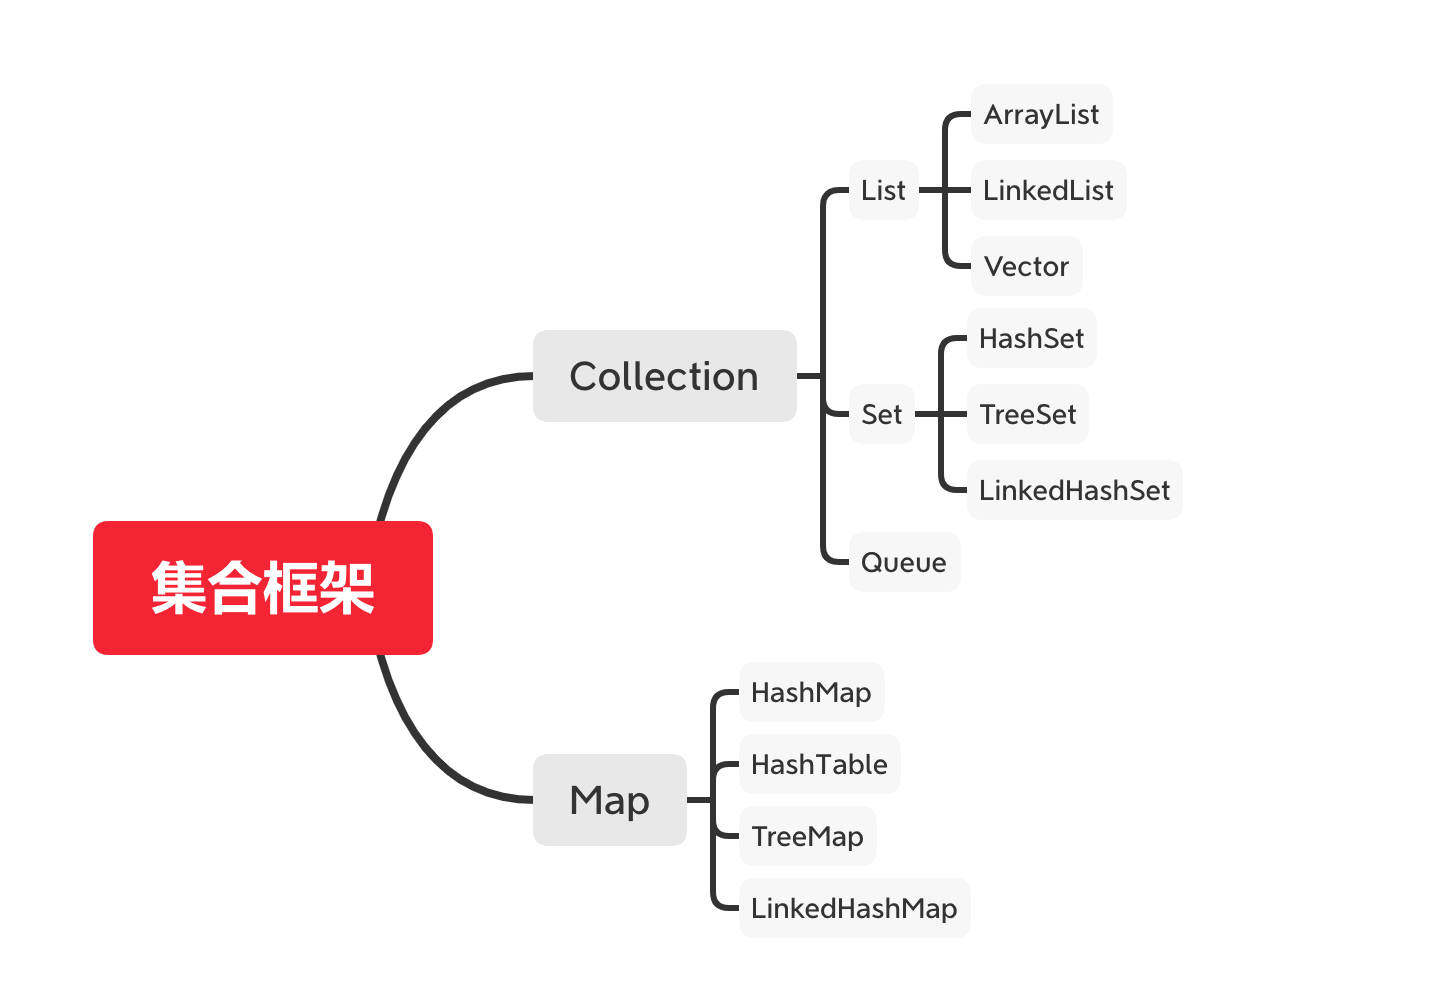 集合框架
Collection
List
ArrayList
LinkedList
Vector
Set
HashSet
TreeSet
LinkedHashSet
Queue
Map
HashMap
HashTable
TreeMap
LinkedHashMap